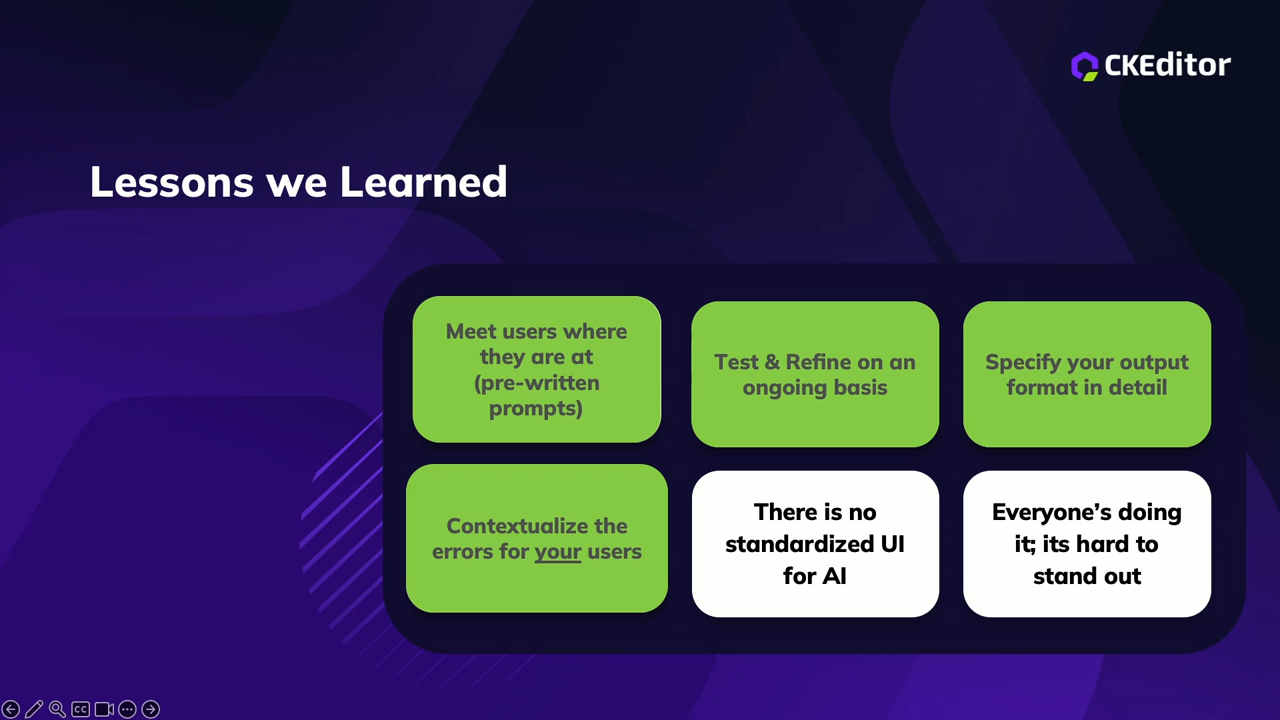 CKEditor
Lessons we Learned
Meet users where
they are at
(pre-written
prompts)
Test & Refine on an
ongoing basis
Specify your output
format in detail
Contextualize the
errors for your users
There is no
standardized UI
for AI
Everyone’s doing
it; its hard to
stand out
CC